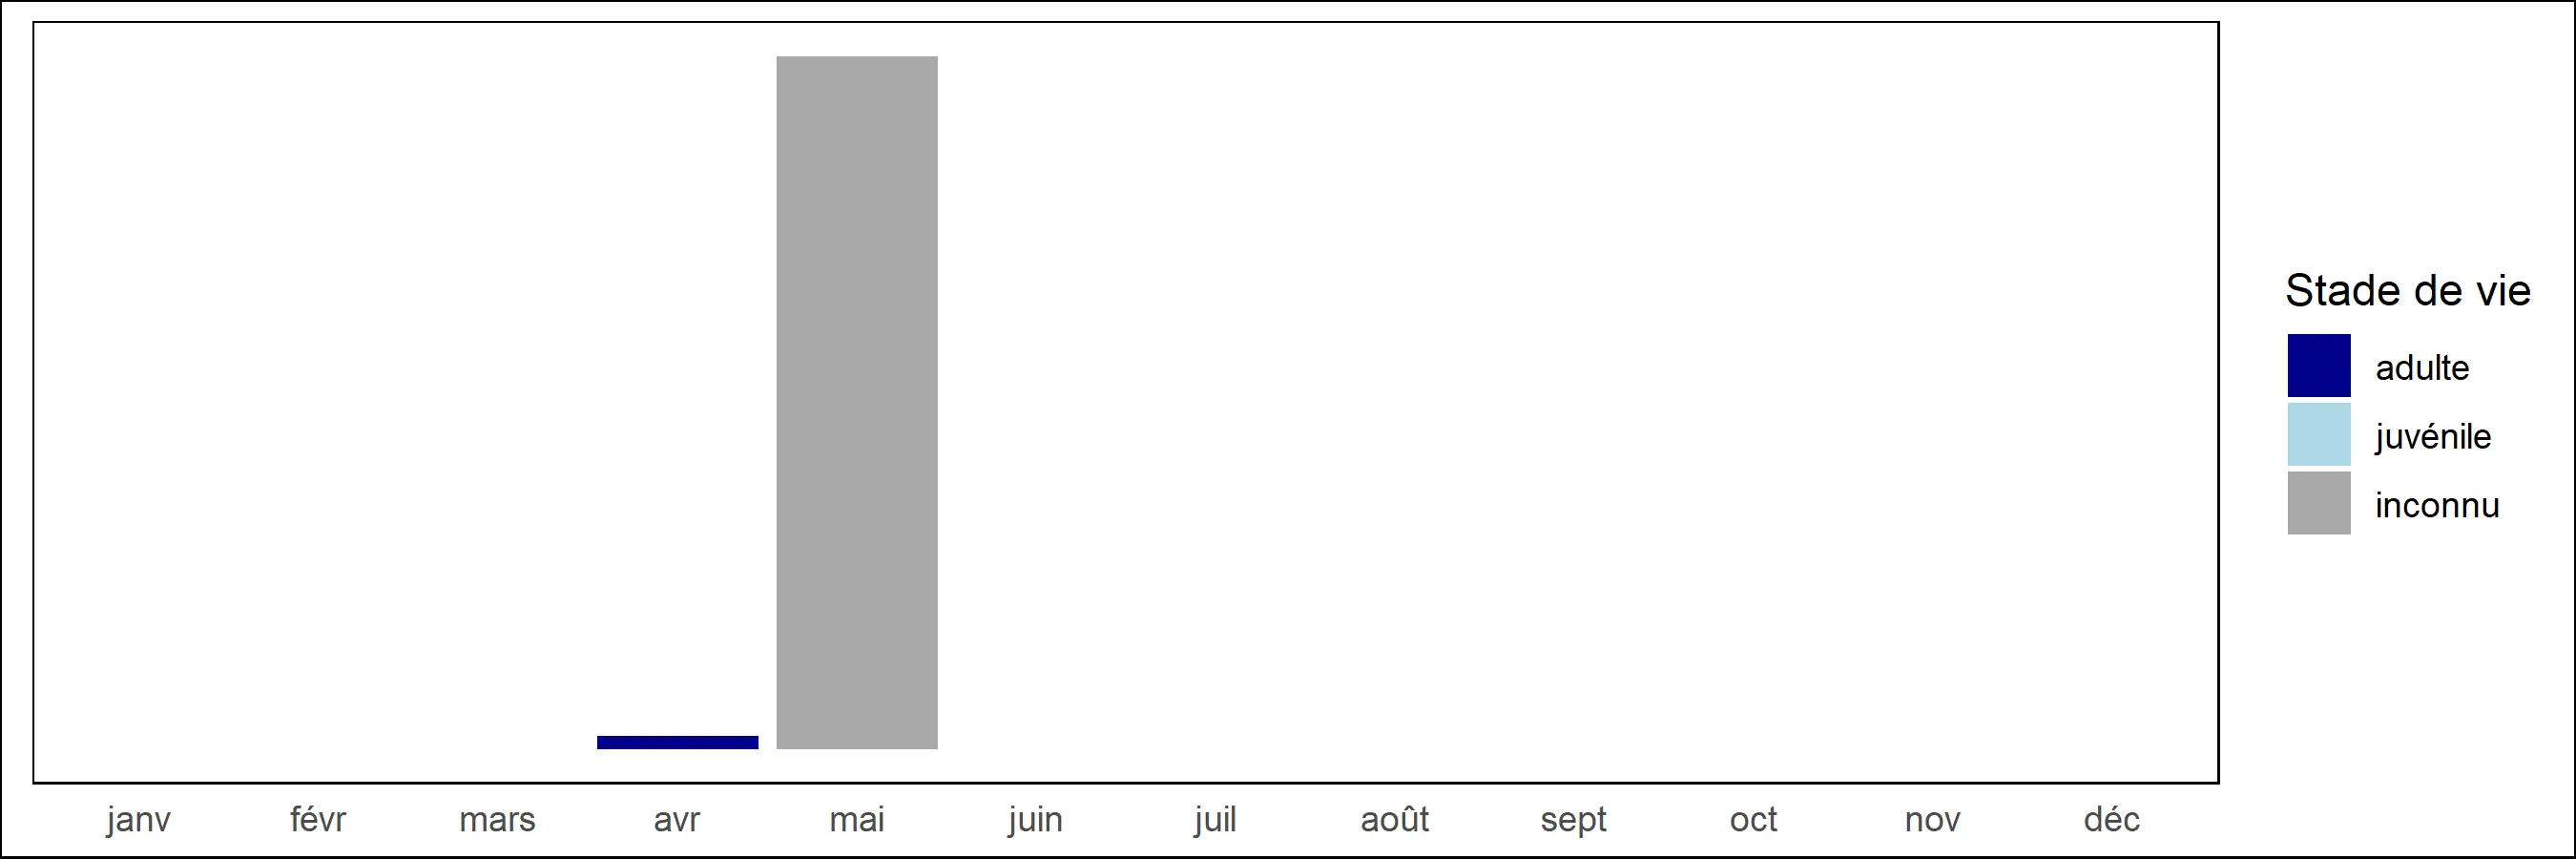 Stade de vie
adulte
juvénile
inconnu
janv févr mars avr mai juin juil août sept oct nov déc